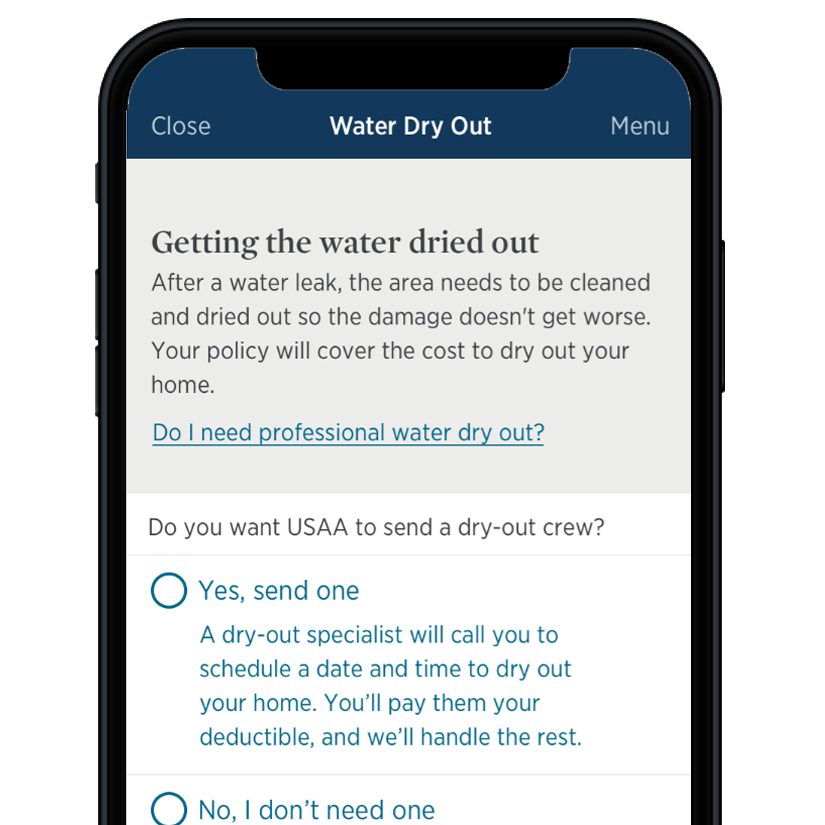 Close Water Dry Out Menu
Getting the water dried out
After a water leak, the area needs to be cleaned
and dried out so the damage doesn't get worse.
Your policy will cover the cost to dry out your
home.
Do I need professional water dry out?
Do you want USAA to send a dry-out crew?
Yes, send one
A dry-out specialist will call you to
schedule a date and time to dry out
your home. You’ll pay them your
deductible, and we’ll handle the rest.
No, I don’t need one